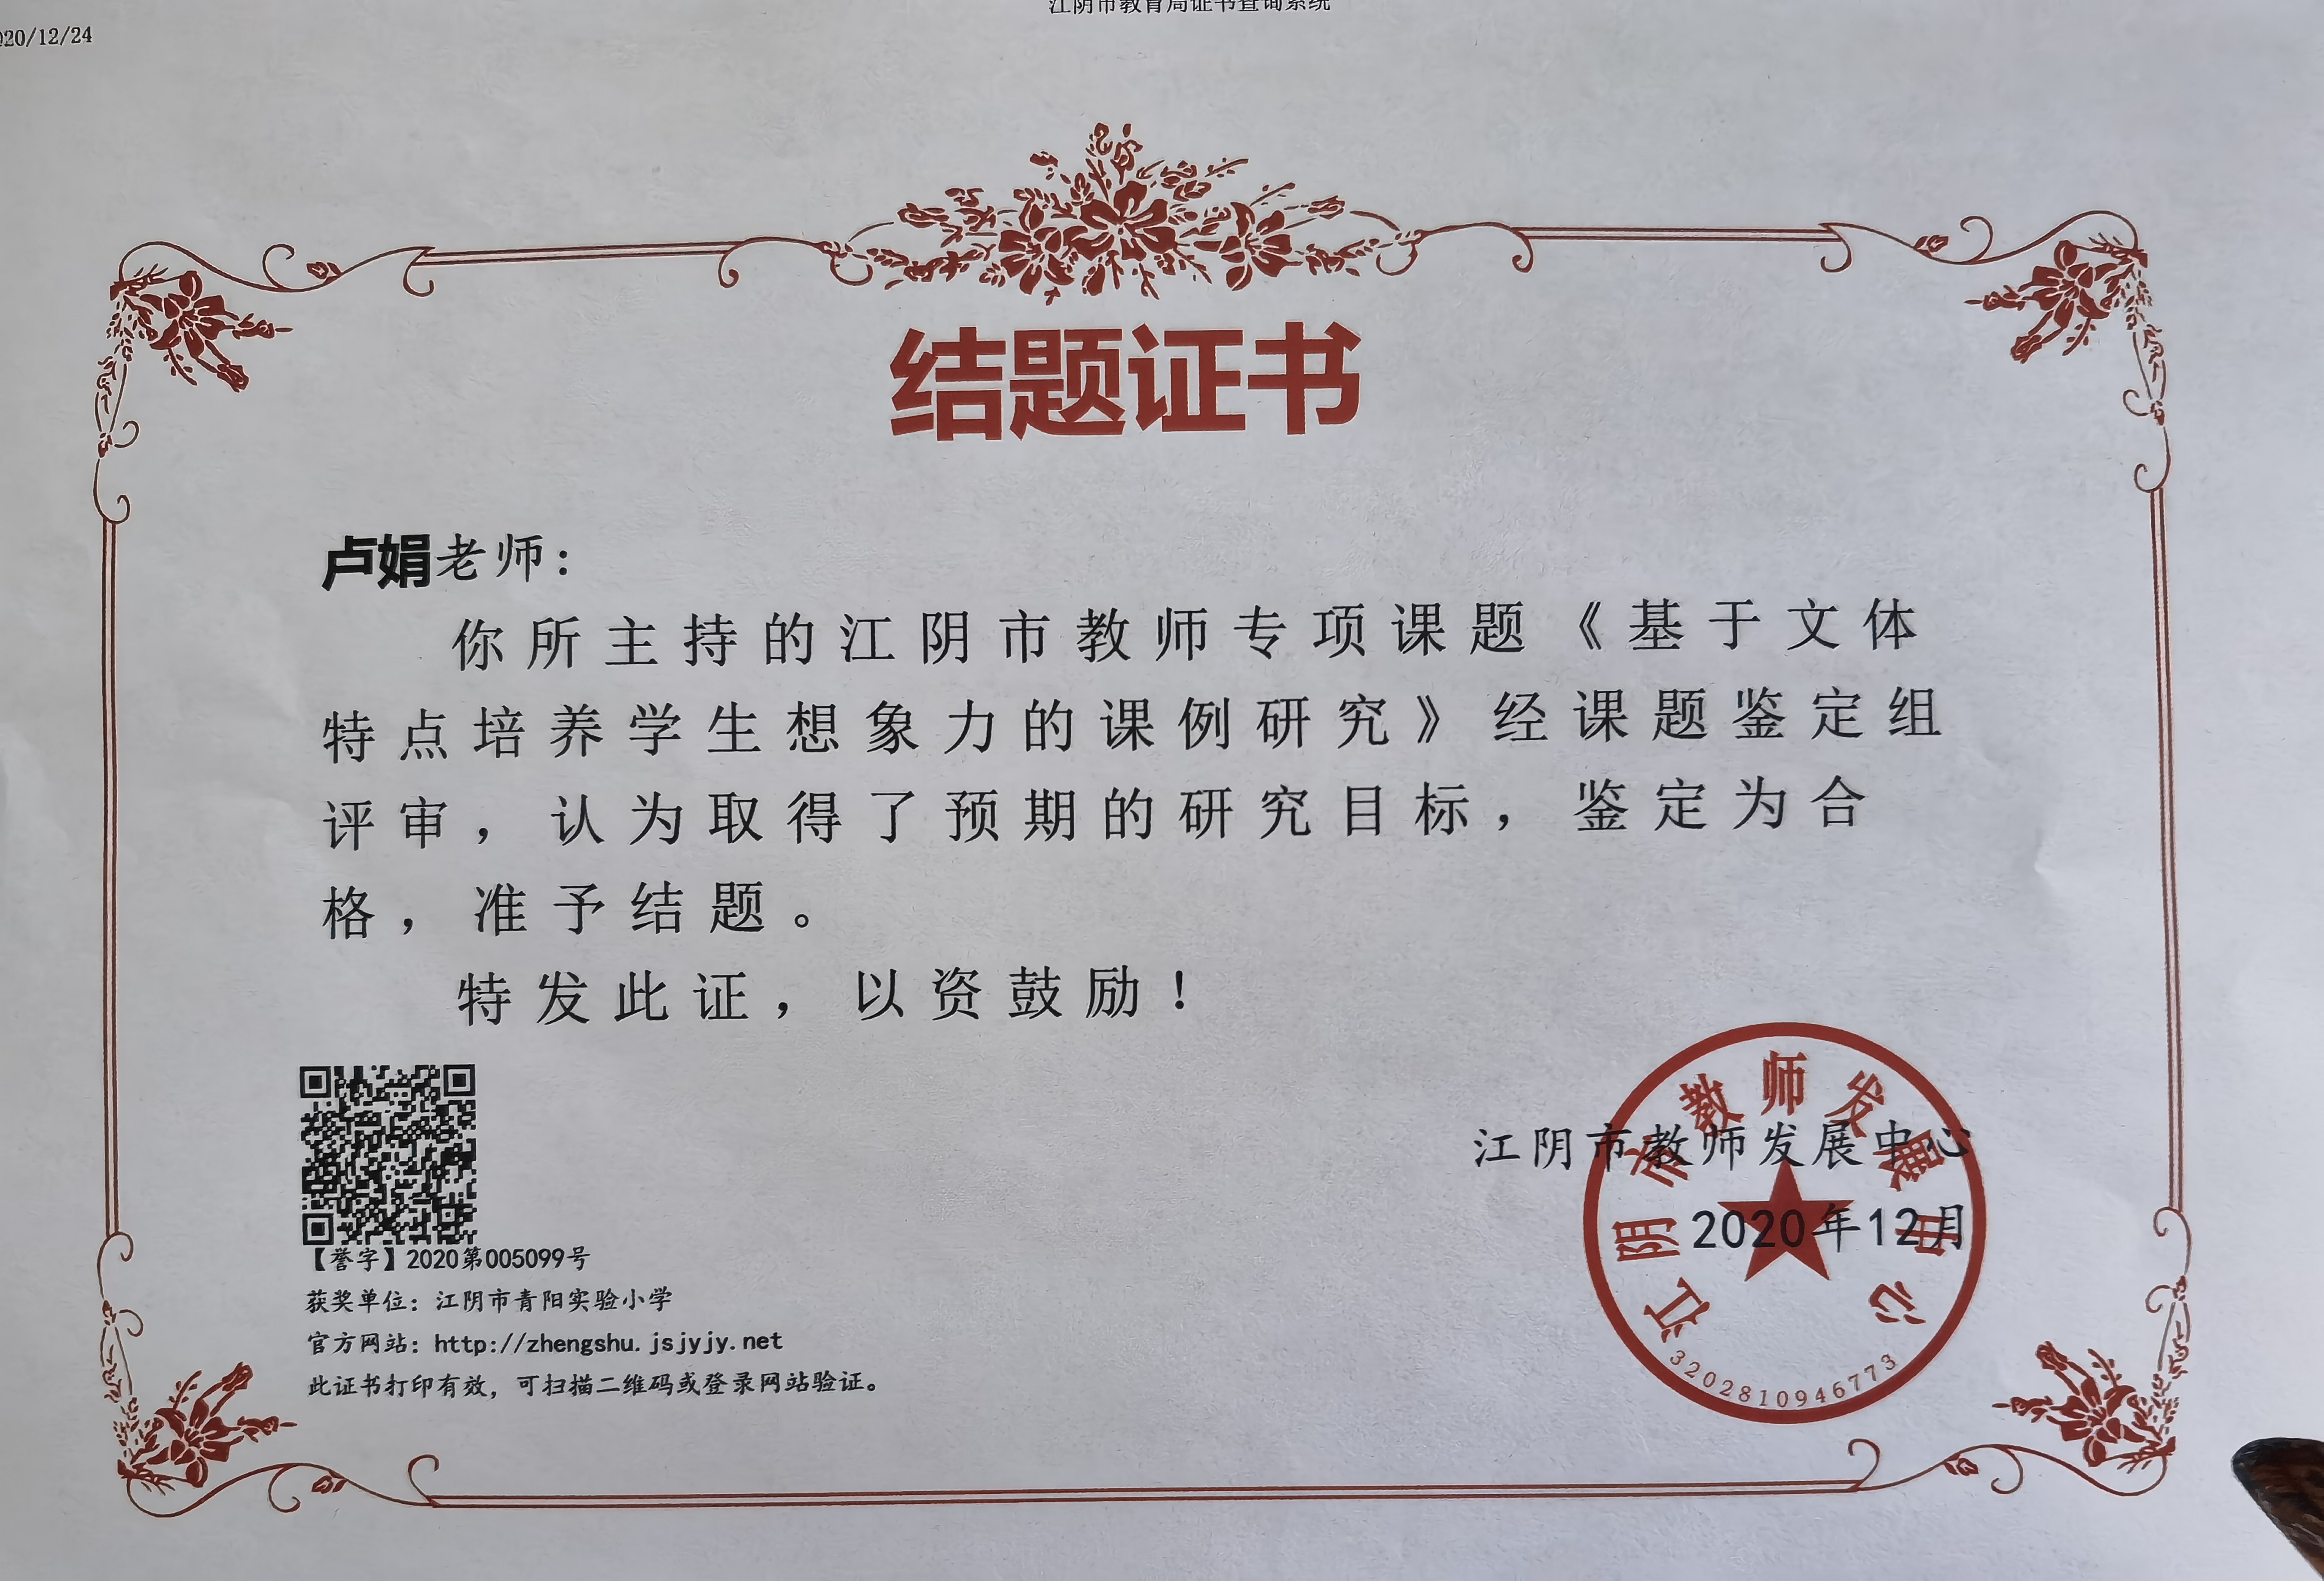 江阴市教育局证书查询系统
020/12/24
结题证书
卢娟老师：
你所主持的江阴市教师专项课题《基于文体
特点培养学生想象力的课例研究》经课题鉴定组
评审，认为取得了预期的研究目标，鉴定为合
格，准予结题。
特发此证，以资鼓励！
江阴市教师发展中心
2020年12月
江阴市教师发展中心
3202810946773
【誉字】2020第005099号
获奖单位：江阴市青阳实验小学
官方网站：http://zhengshu.jsjyjy.net
此证书打印有效，可扫描二维码或登录网站验证。